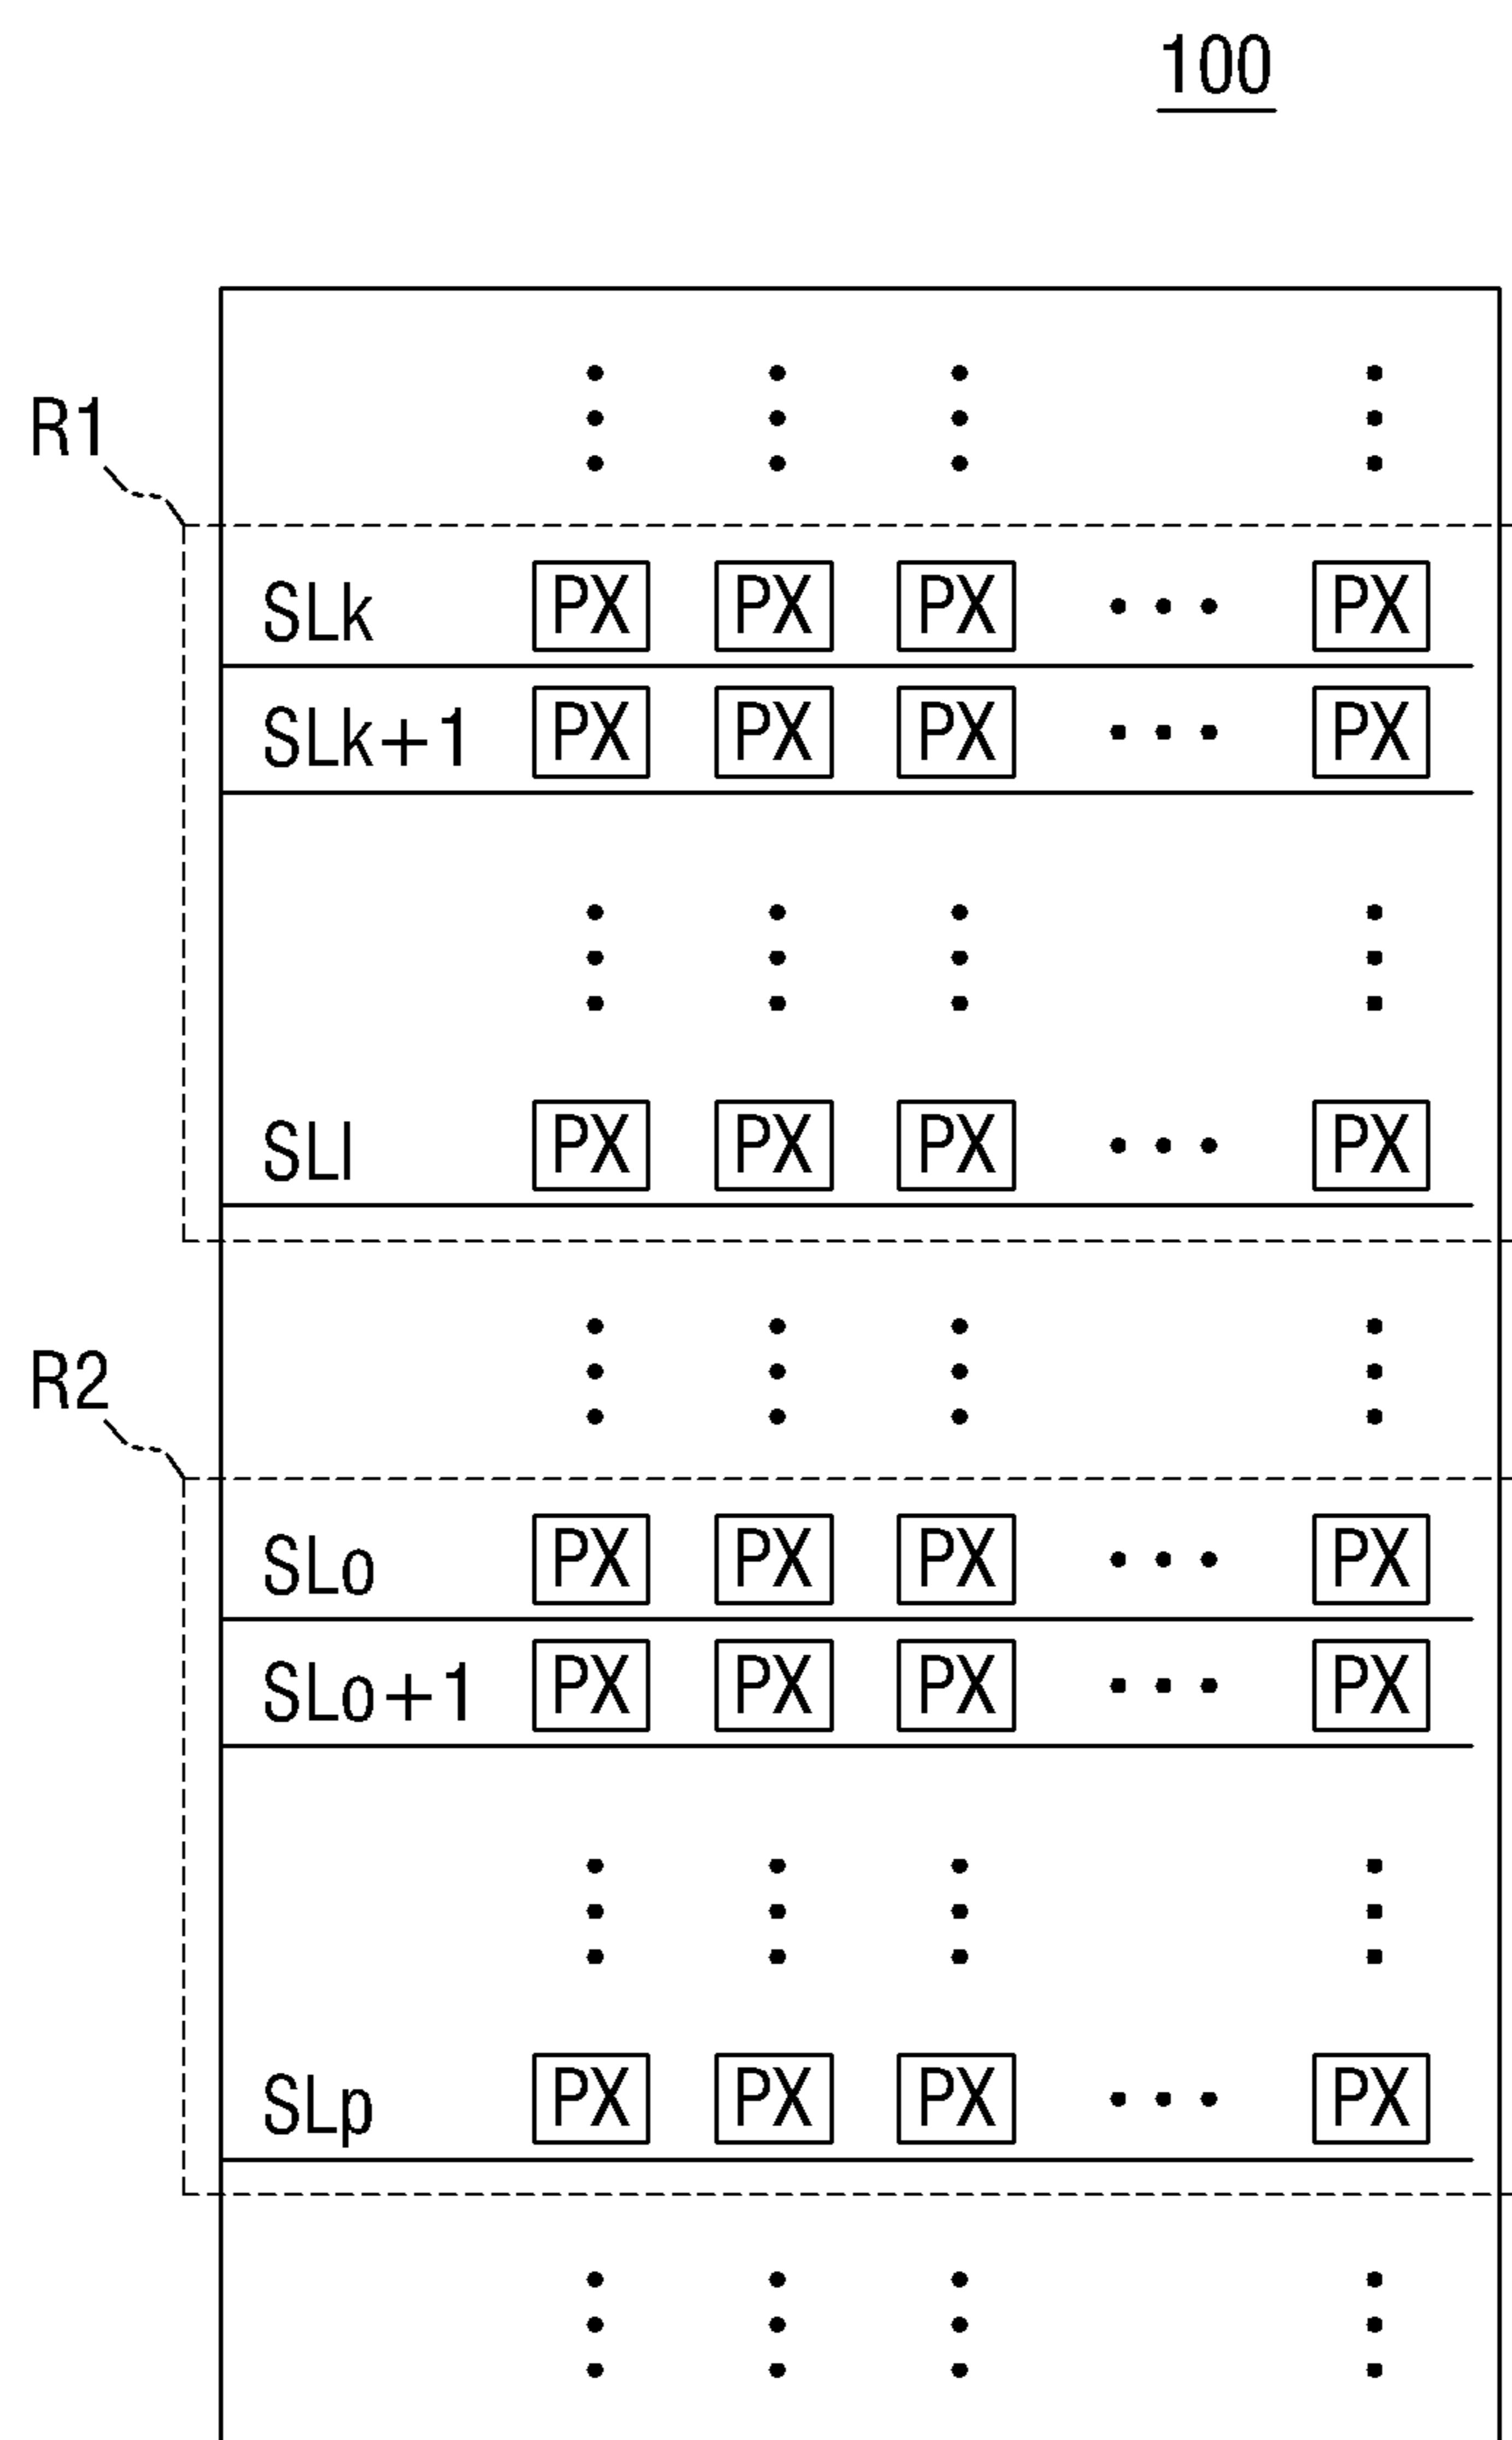 100
R1
SLk PX PX PX ••• PX
SLk+1 PX PX PX ••• PX
SLl PX PX PX ••• PX
R2
SLo PX PX PX ••• PX
SLo+1 PX PX PX ••• PX
SLp PX PX PX ••• PX